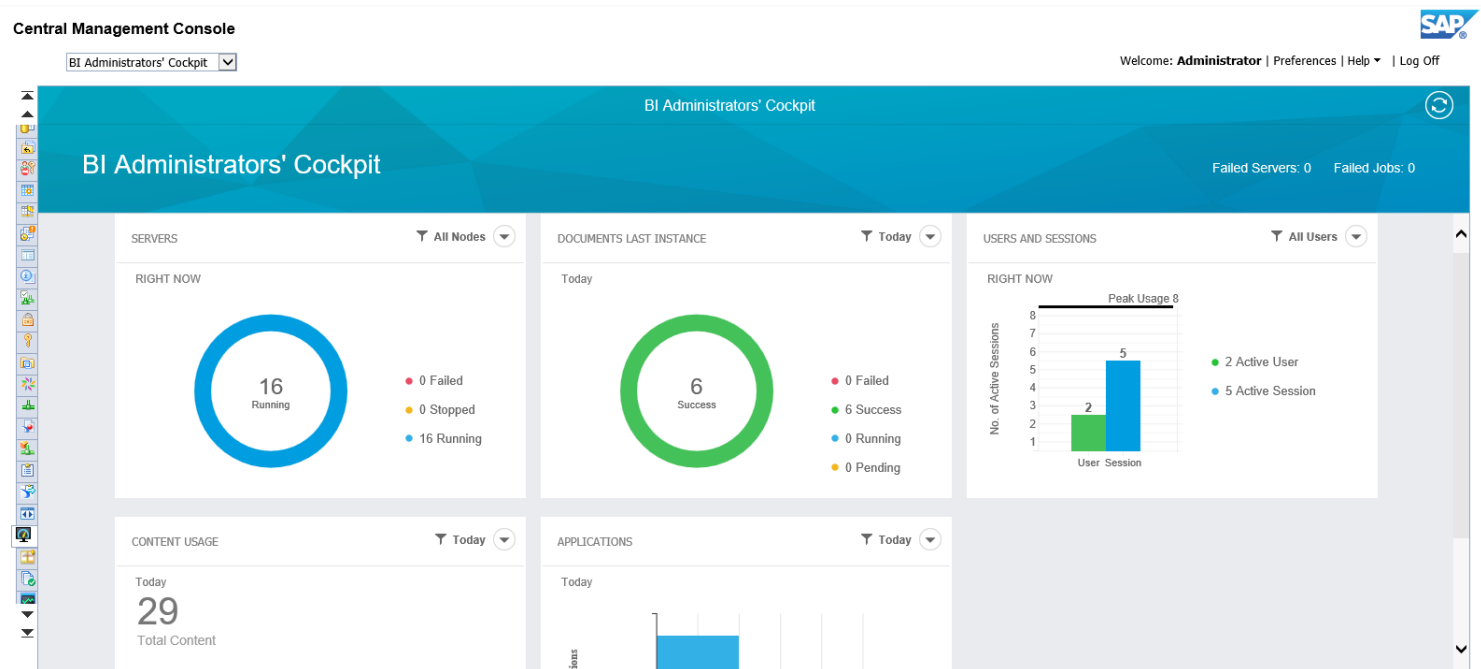 Central Management Console
SAP®
BI Administrators' Cockpit
Welcome: Administrator | Preferences | Help | Log Off
BI Administrators' Cockpit
BI Administrators' Cockpit
Failed Servers: 0 Failed Jobs: 0
SERVERS
All Nodes
RIGHT NOW
16
Running
0 Failed
0 Stopped
16 Running
DOCUMENTS LAST INSTANCE
Today
Today
6
Success
0 Failed
6 Success
0 Running
0 Pending
USERS AND SESSIONS
All Users
RIGHT NOW
Peak Usage 8
No. of Active Sessions
8
7
6
5
4
3
2
1
2
5
User Session
2 Active User
5 Active Session
CONTENT USAGE
Today
Today
29
Total Content
APPLICATIONS
Today
Today